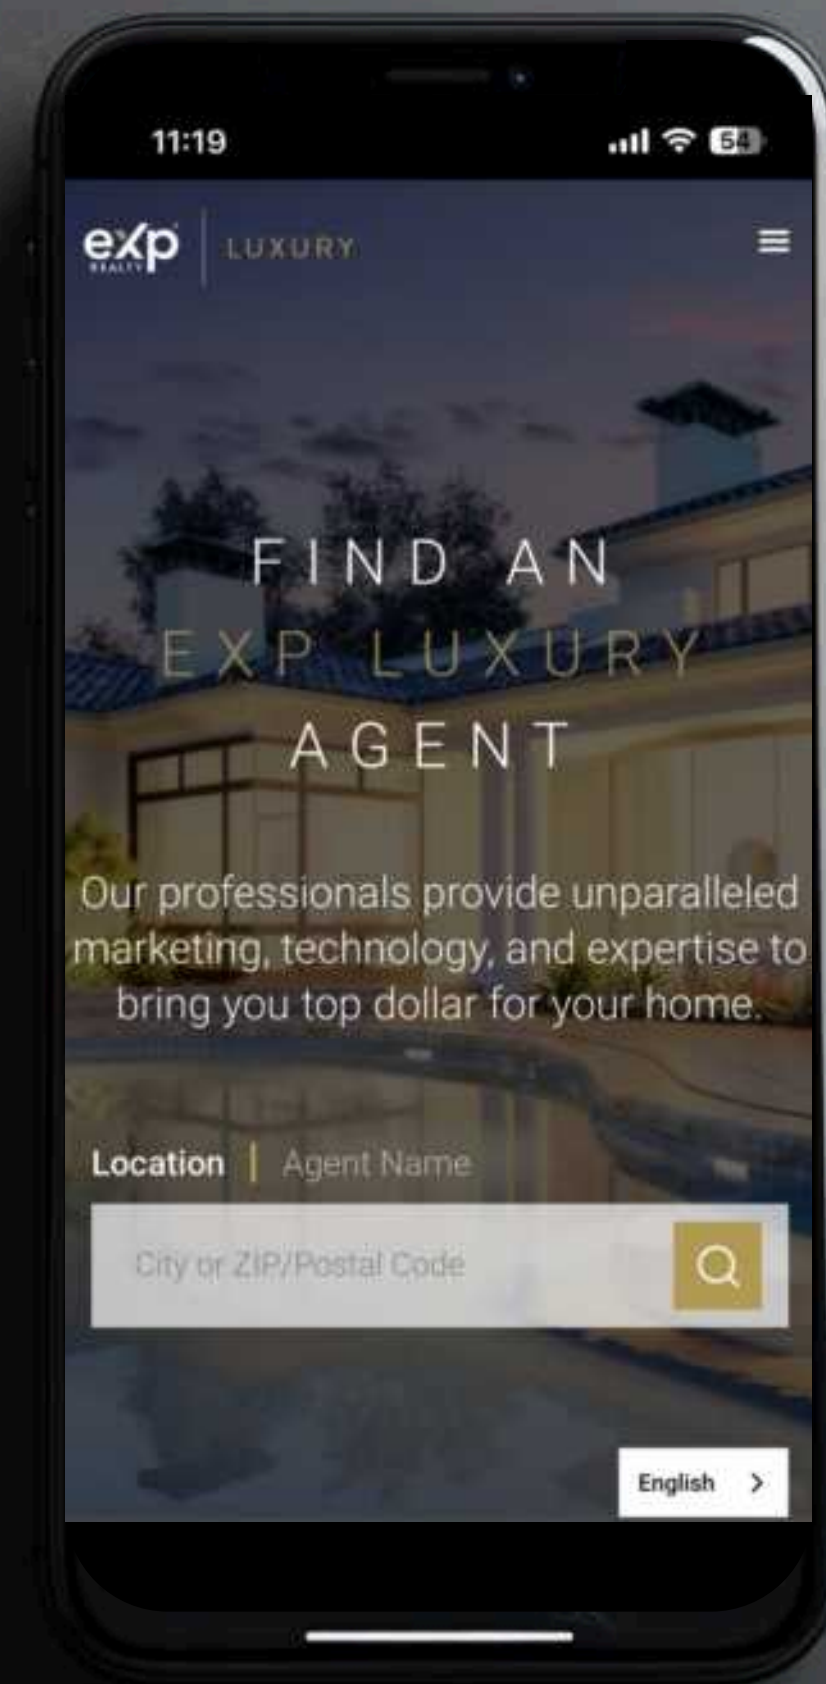 11:19
54
eXp
REALTY
LUXURY
FIND AN
EXP LUXURY
AGENT
Our professionals provide unparalleled
marketing, technology, and expertise to
bring you top dollar for your home.
Location | Agent Name
City or ZIP/Postal Code
English